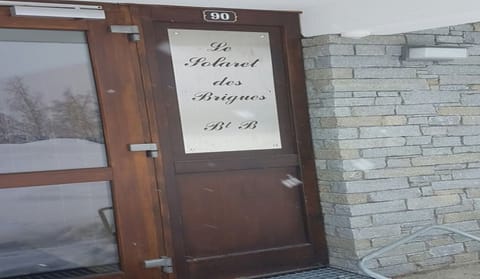 90
Le
Solaret
des
Brigues
Bt B